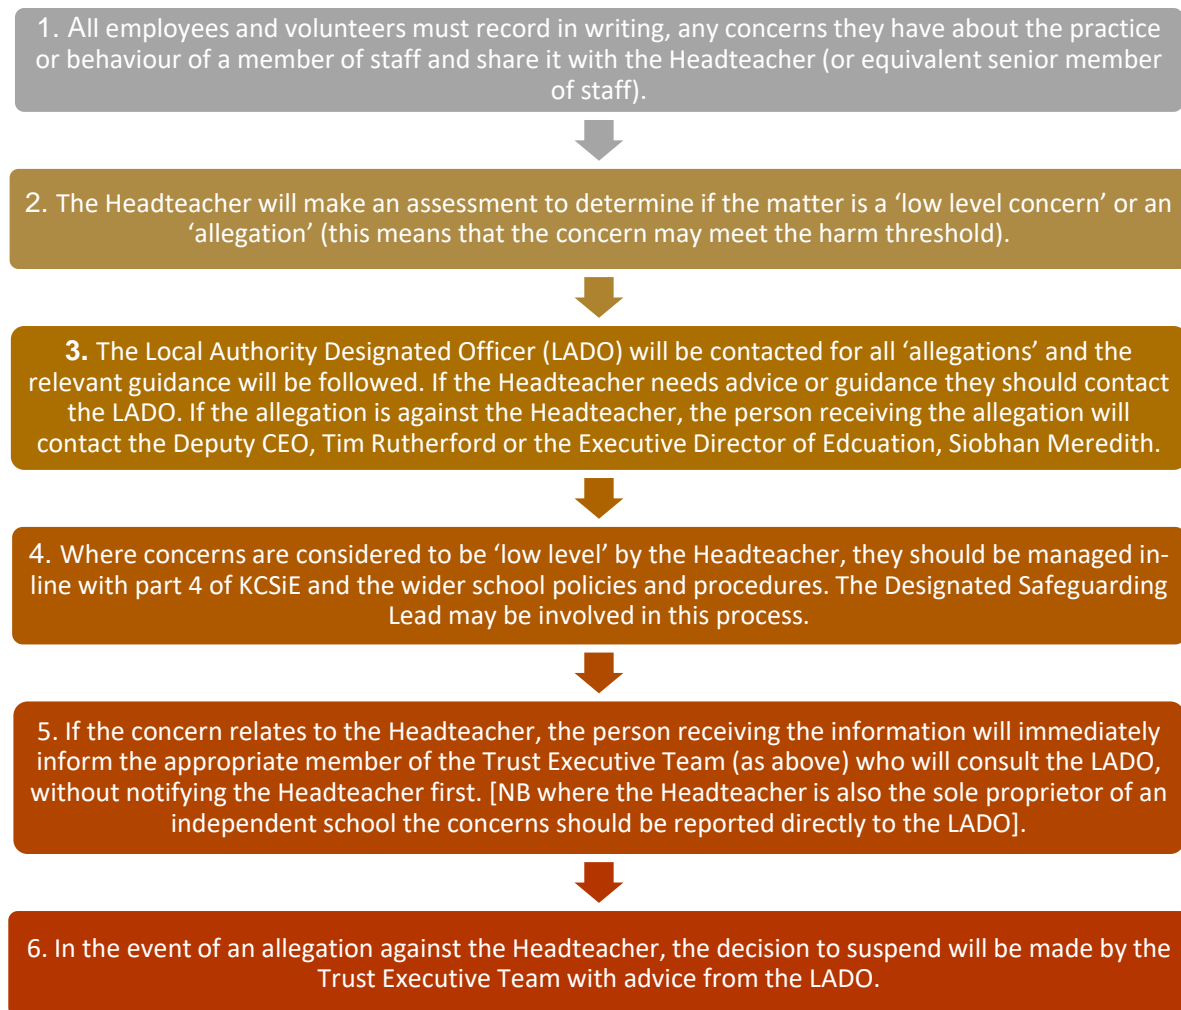 1. All employees and volunteers must record in writing, any concerns they have about the practice
or behaviour of a member of staff and share it with the Headteacher (or equivalent senior member
of staff).
2. The Headteacher will make an assessment to determine if the matter is a ‘low level concern’ or an
‘allegation’ (this means that the concern may meet the harm threshold).
3. The Local Authority Designated Officer (LADO) will be contacted for all ‘allegations’ and the
relevant guidance will be followed. If the Headteacher needs advice or guidance they should contact
the LADO. If the allegation is against the Headteacher, the person receiving the allegation will
contact the Deputy CEO, Tim Rutherford or the Executive Director of Edcuation, Siobhan Meredith.
4. Where concerns are considered to be ‘low level’ by the Headteacher, they should be managed in-
line with part 4 of KCSiE and the wider school policies and procedures. The Designated Safeguarding
Lead may be involved in this process.
5. If the concern relates to the Headteacher, the person receiving the information will immediately
inform the appropriate member of the Trust Executive Team (as above) who will consult the LADO,
without notifying the Headteacher first. [NB where the Headteacher is also the sole proprietor of an
independent school the concerns should be reported directly to the LADO].
6. In the event of an allegation against the Headteacher, the decision to suspend will be made by the
Trust Executive Team with advice from the LADO.